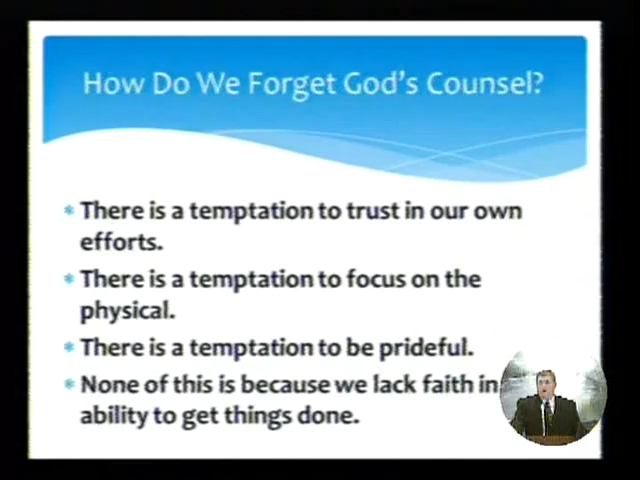 How Do We Forget God's Counsel?
* There is a temptation to trust in our own
efforts.
* There is a temptation to focus on the
physical.
* There is a temptation to be prideful.
* None of this is because we lack faith in
ability to get things done.